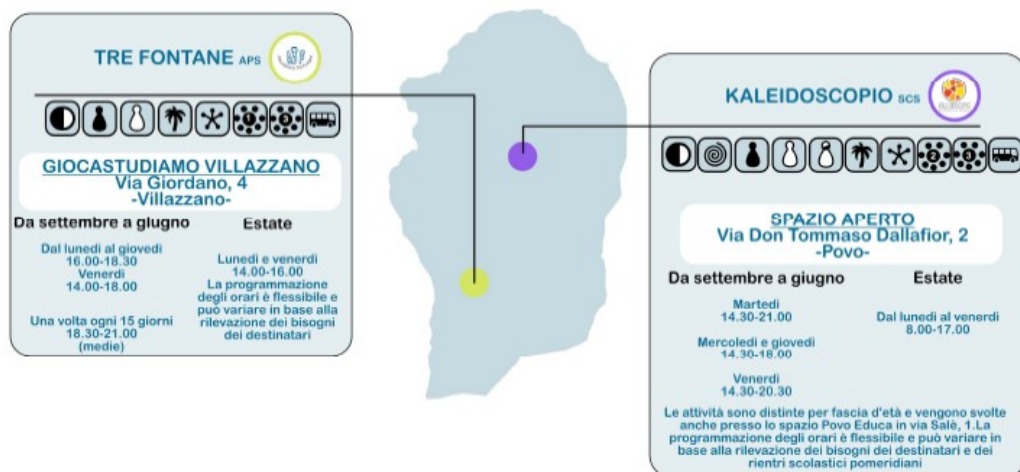 TRE FONTANE APS
1
3
GIOCASTUDIAMO VILLAZZANO
Via Giordano, 4
-Villazzano-
Da settembre a giugno
Dal lunedì al giovedì
16.00-18.30
Venerdì
14.00-18.00
Una volta ogni 15 giorni
18.30-21.00
(medie)
Estate
Lunedì e venerdì
14.00-16.00
La programmazione
degli orari è flessibile e
può variare in base alla
rilevazione dei bisogni
dei destinatari
KALEIDOSCOPIO SCS
2
3
SPAZIO APERTO
Via Don Tommaso Dallafior, 2
-Povo-
Da settembre a giugno
Martedì
14.30-21.00
Mercoledì e giovedì
14.30-18.00
Venerdì
14.30-20.30
Estate
Dal lunedì al venerdì
8.00-17.00
Le attività sono distinte per fascia d'età e vengono svolte
anche presso lo spazio Povo Educa in via Salè, 1.La
programmazione degli orari è flessibile e può variare in
base alla rilevazione dei bisogni dei destinatari e dei
rientri scolastici pomeridiani